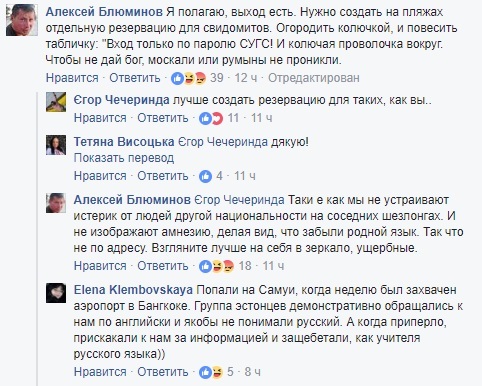 Алексей Блюминов Я полагаю, выход есть. Нужно создать на пляжах
отдельную резервацию для свидомитов. Огородить колючкой, и повесить
табличку: "Вход только по паролю СУГС! И колючая проволочка вокруг.
Чтобы не дай бог, москали или румыны не проникли.
Нравится · Ответить · 39 · 12 ч · Отредактирован
Єгор Чечеринда лучше создать резервацию для таких, как вы..
Нравится · Ответить · 11 · 11 ч
Тетяна Висоцька Єгор Чечеринда дякую!
Показать перевод
Нравится · Ответить · 4 · 11 ч
Алексей Блюминов Єгор Чечеринда Таки е как мы не устраивают
истерик от людей другой национальности на соседних шезлонгах. И
не изображают амнезию, делая вид, что забыли родной язык. Так что
не по адресу. Взгляните лучше на себя в зеркало, ущербные.
Нравится · Ответить · 18 · 11 ч
Elena Klembovskaya Попали на Самуи, когда неделю был захвачен
аэропорт в Бангкоке. Группа эстонцев демонстративно обращались к
нам по английски и якобы не понимали русский. А когда приперло,
прискакали к нам за информацией и защебетали, как учителя
русского языка))
Нравится · Ответить · 5 · 8 ч